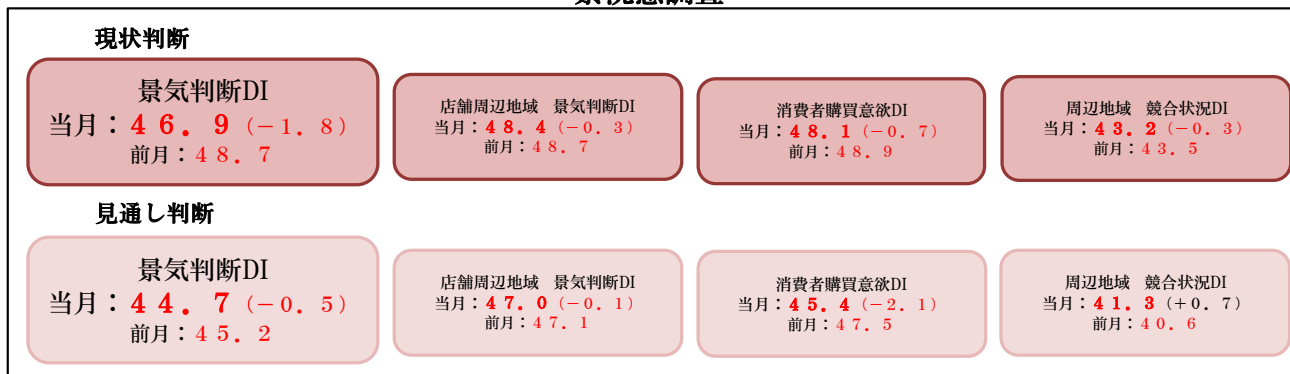 現状判断
景気判断DI
当月：４６．９（－１．８）
前月：４８．７
店舗周辺地域　景気判断DI
当月：４８．４（－０．３）
前月：４８．７
消費者購買意欲DI
当月：４８．１（－０．７）
前月：４８．９
周辺地域　競合状況DI
当月：４３．２（－０．３）
前月：４３．５
見通し判断
景気判断DI
当月：４４．７（－０．５）
前月：４５．２
店舗周辺地域　景気判断DI
当月：４７．０（－０．１）
前月：４７．１
消費者購買意欲DI
当月：４５．４（－２．１）
前月：４７．５
周辺地域　競合状況DI
当月：４１．３（＋０．７）
前月：４０．６